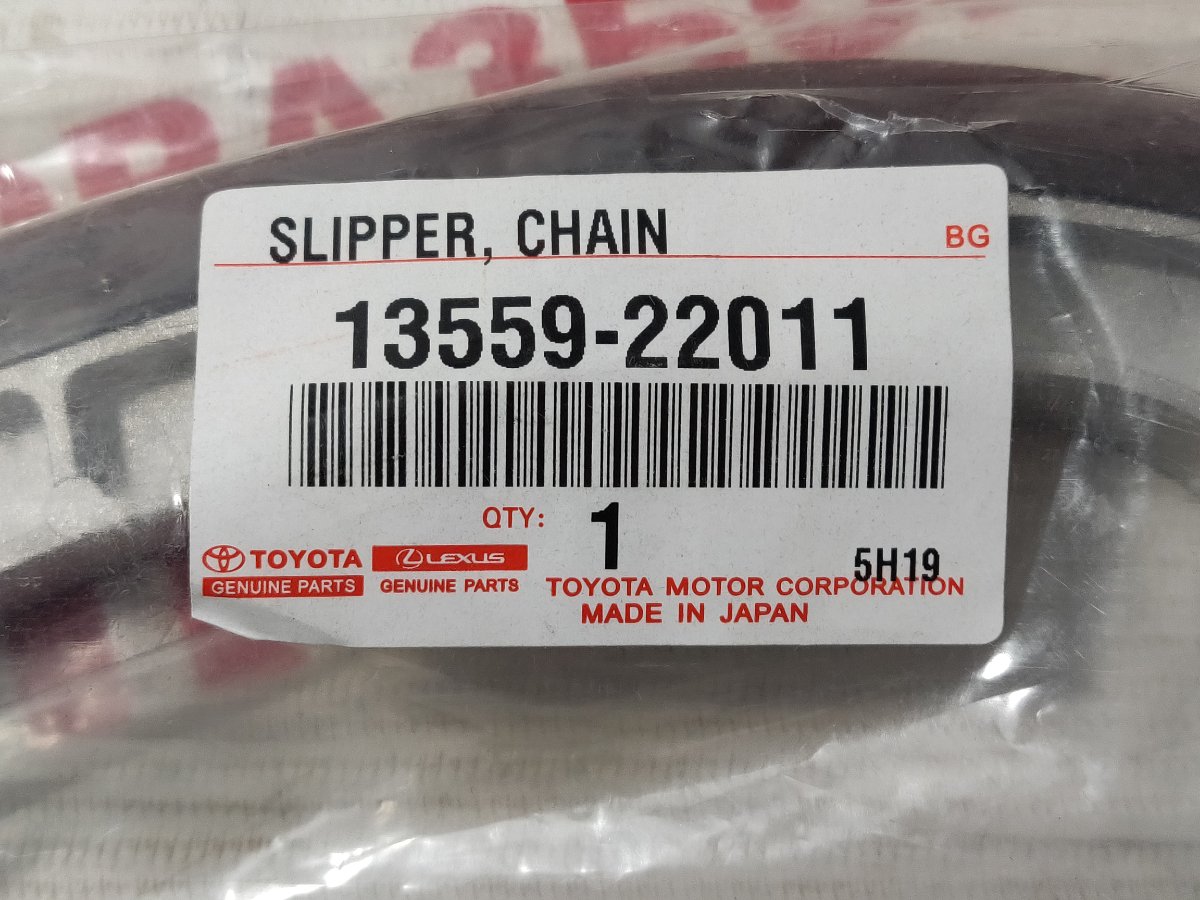 SLIPPER, CHAIN
BG
13559-22011
QTY: 1
TOYOTA
GENUINE PARTS
LEXUS
GENUINE PARTS
5H19
TOYOTA MOTOR CORPORATION
MADE IN JAPAN